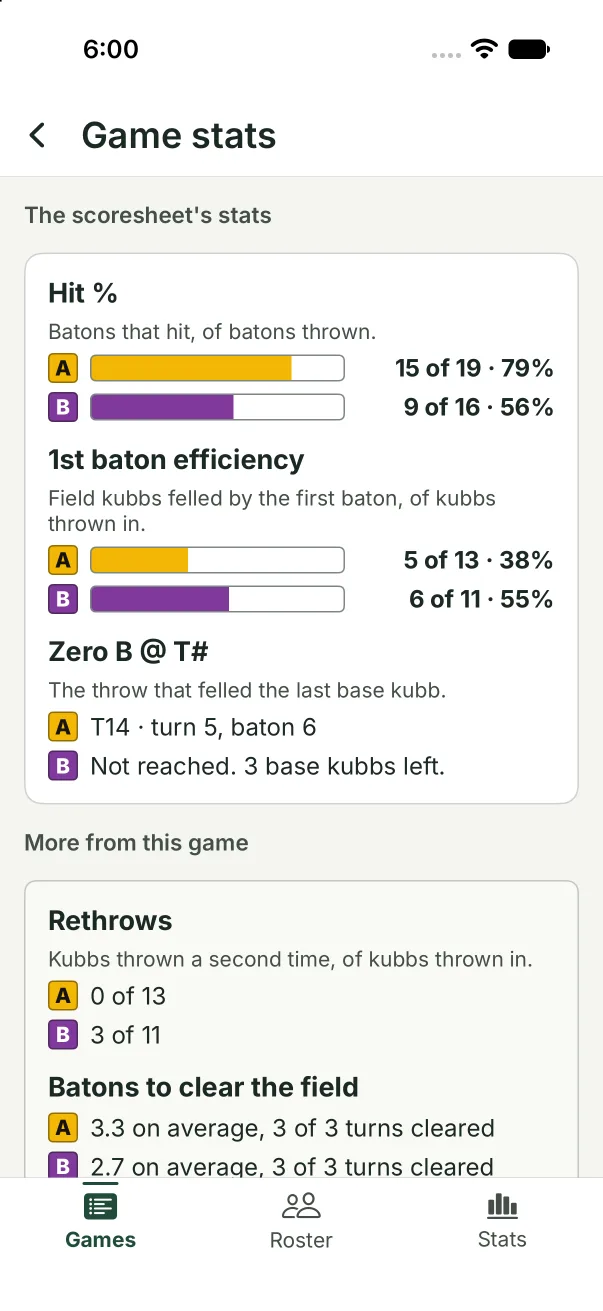 6:00
Game stats
The scoresheet's stats
Hit %
Batons that hit, of batons thrown.
A 15 of 19 · 79%
B 9 of 16 · 56%
1st baton efficiency
Field kubbs felled by the first baton, of kubbs
thrown in.
A 5 of 13 · 38%
B 6 of 11 · 55%
Zero B @ T#
The throw that felled the last base kubb.
A T14 · turn 5, baton 6
B Not reached. 3 base kubbs left.
More from this game
Rethrows
Kubbs thrown a second time, of kubbs thrown in.
A 0 of 13
B 3 of 11
Batons to clear the field
A 3.3 on average, 3 of 3 turns cleared
B 2.7 on average, 3 of 3 turns cleared
Games Roster Stats